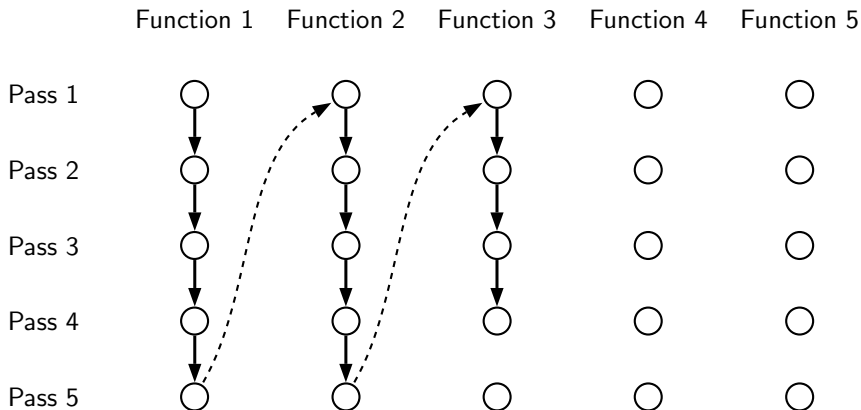 Function 1 Function 2 Function 3 Function 4 Function 5
Pass 1
Pass 2
Pass 3
Pass 4
Pass 5